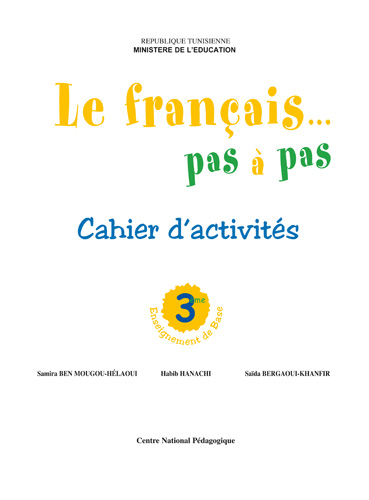 REPUBLIQUE TUNISIENNE
MINISTERE DE L'EDUCATION
Le français...
pas à pas
Cahier d'activités
3ème
Enseignement de Base
Samira BEN MOUGOU-HÉLAOUI Habib HANACHI Saïda BERGAOUI-KHANFIR
Centre National Pédagogique